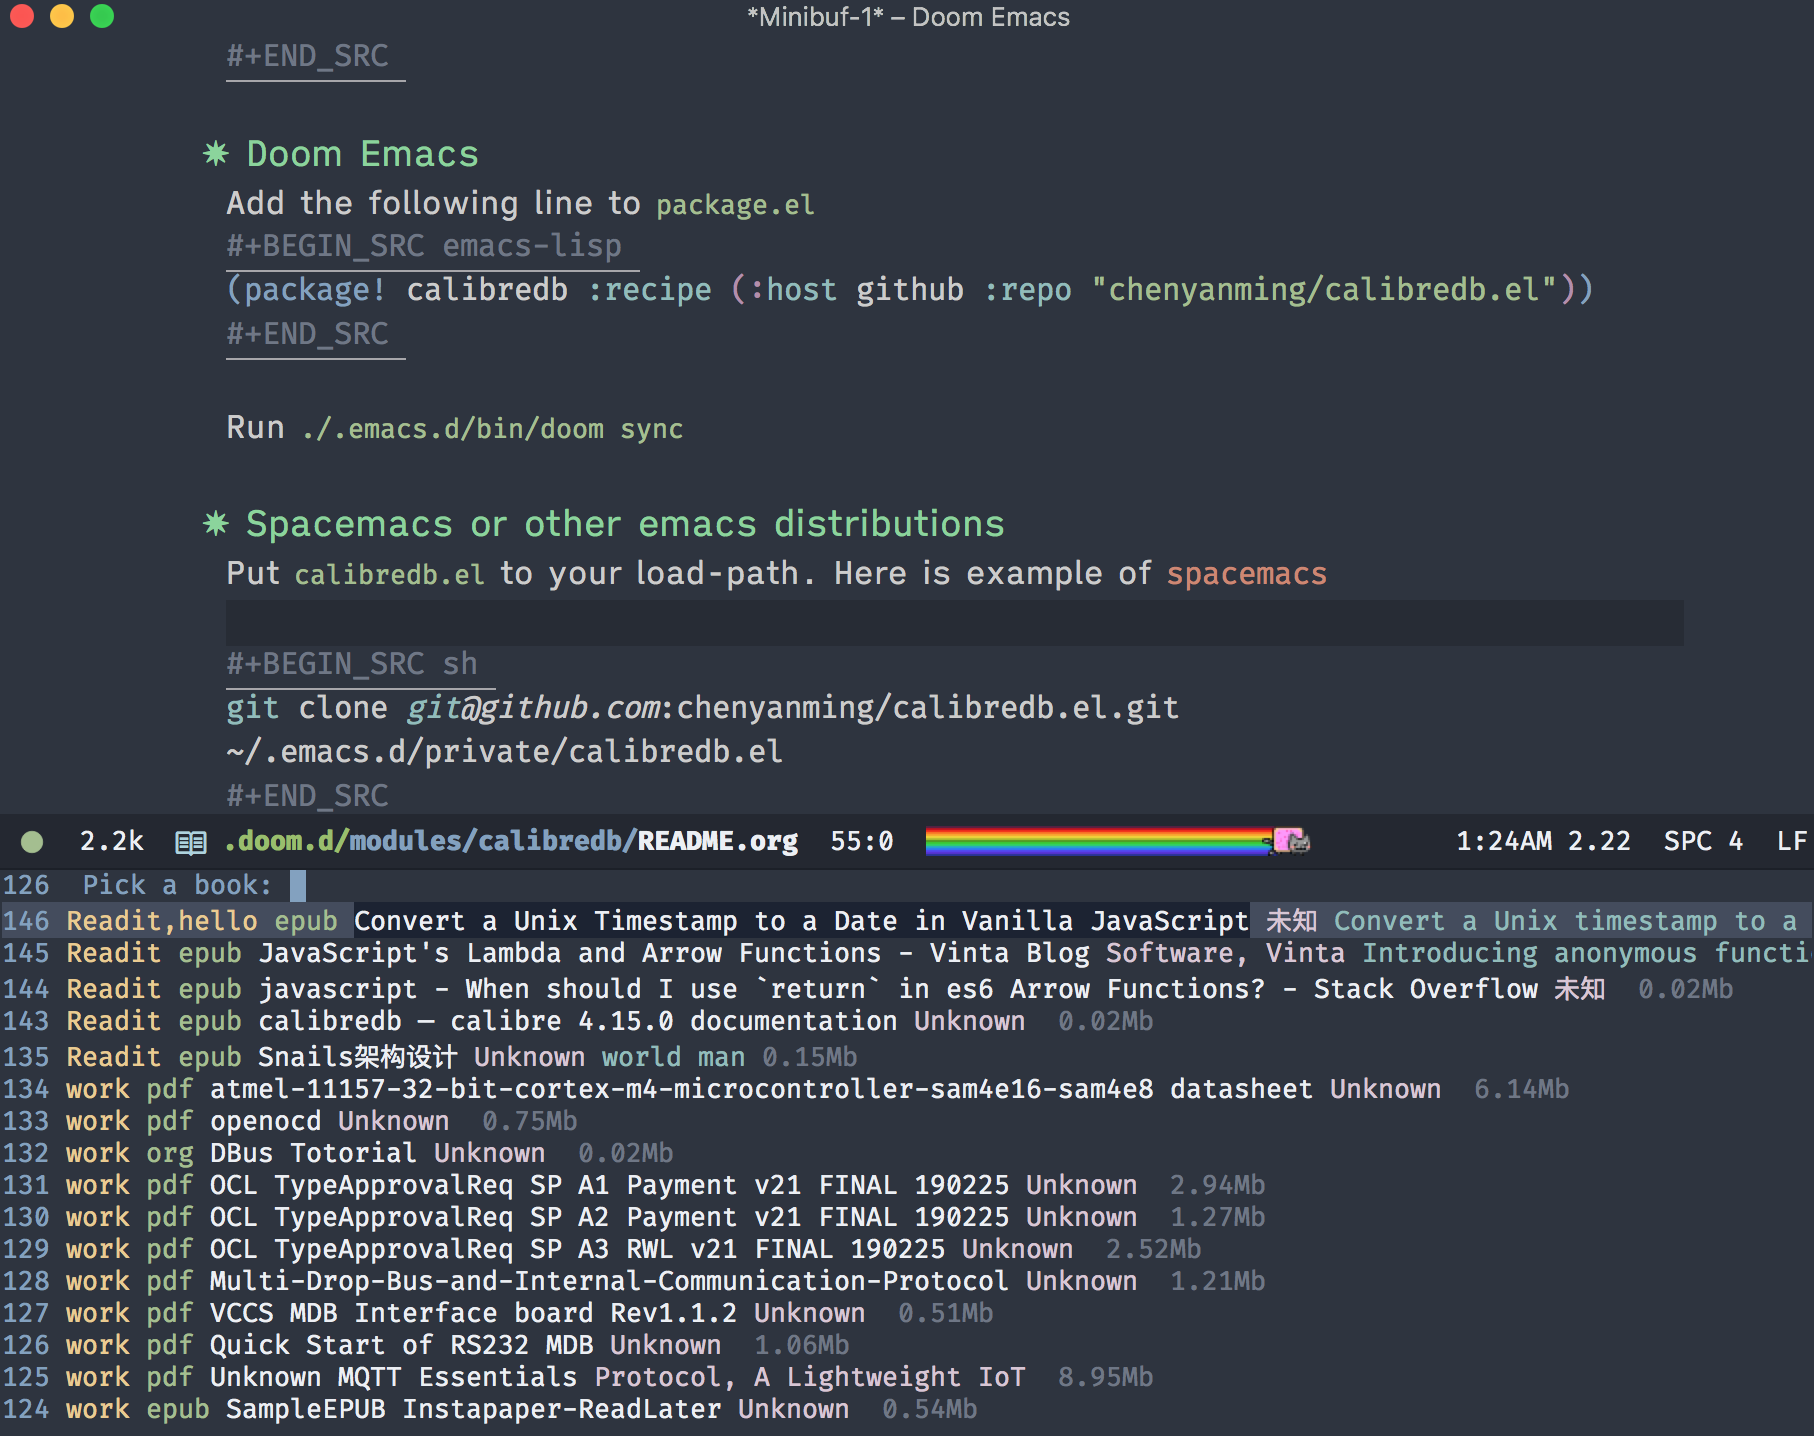 *Minibuf-1* – Doom Emacs
#+END_SRC
Doom Emacs
Add the following line to package.el
#+BEGIN_SRC emacs-lisp
(package! calibredb :recipe (:host github :repo "chenyanming/calibredb.el"))
#+END_SRC
Run ./.emacs.d/bin/doom sync
Spacemacs or other emacs distributions
Put calibredb.el to your load-path. Here is example of spacemacs
#+BEGIN_SRC sh
git clone git@github.com:chenyanming/calibredb.el.git
~/.emacs.d/private/calibredb.el
#+END_SRC
2.2k .doom.d/modules/calibredb/README.org 55:0 1:24AM 2.22 SPC 4 LF
126 Pick a book:
146 Readit,hello epub Convert a Unix Timestamp to a Date in Vanilla JavaScript 未知 Convert a Unix timestamp to a
145 Readit epub JavaScript's Lambda and Arrow Functions - Vinta Blog Software, Vinta Introducing anonymous functi
144 Readit epub javascript - When should I use `return` in es6 Arrow Functions? - Stack Overflow 未知 0.02Mb
143 Readit epub calibredb — calibre 4.15.0 documentation Unknown 0.02Mb
135 Readit epub Snails架构设计 Unknown world man 0.15Mb
134 work pdf atmel-11157-32-bit-cortex-m4-microcontroller-sam4e16-sam4e8 datasheet Unknown 6.14Mb
133 work pdf openocd Unknown 0.75Mb
132 work org DBus Totorial Unknown 0.02Mb
131 work pdf OCL TypeApprovalReq SP A1 Payment v21 FINAL 190225 Unknown 2.94Mb
130 work pdf OCL TypeApprovalReq SP A2 Payment v21 FINAL 190225 Unknown 1.27Mb
129 work pdf OCL TypeApprovalReq SP A3 RWL v21 FINAL 190225 Unknown 2.52Mb
128 work pdf Multi-Drop-Bus-and-Internal-Communication-Protocol Unknown 1.21Mb
127 work pdf VCCS MDB Interface board Rev1.1.2 Unknown 0.51Mb
126 work pdf Quick Start of RS232 MDB Unknown 1.06Mb
125 work pdf Unknown MQTT Essentials Protocol, A Lightweight IoT 8.95Mb
124 work epub SampleEPUB Instapaper-ReadLater Unknown 0.54Mb